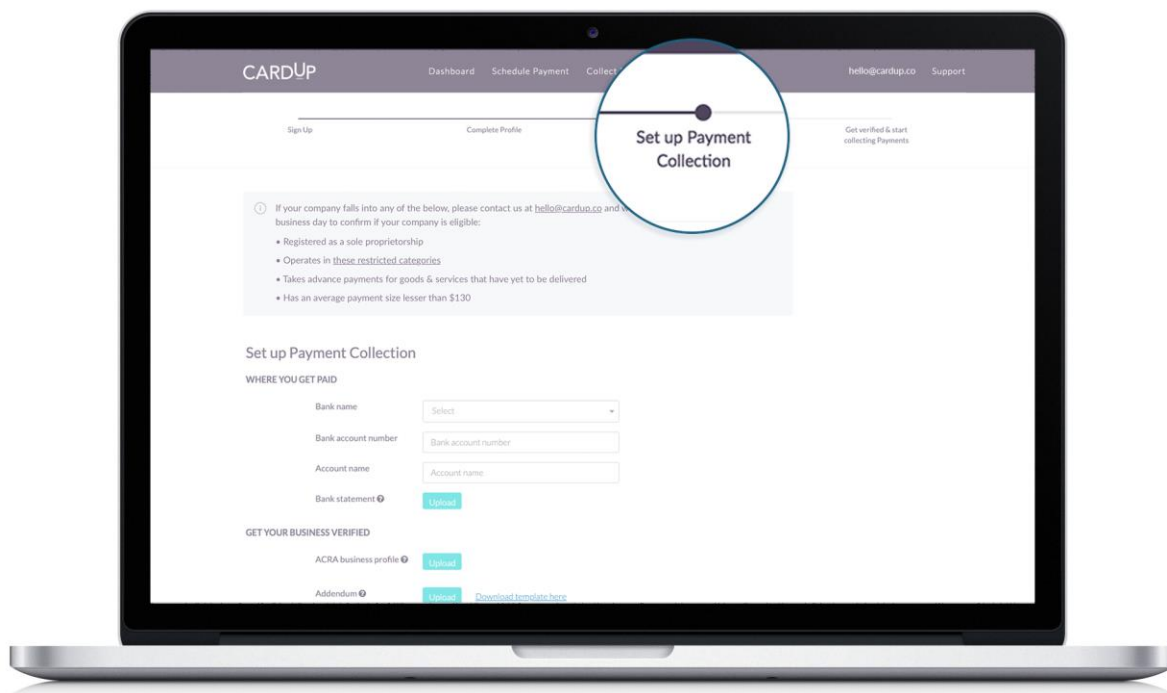 CARDUP
Dashboard Schedule Payment Collect hello@cardup.co Support
Sign Up
Complete Profile
Set up Payment
Collection
Get verified & start
collecting Payments
If your company falls into any of the below, please contact us at hello@cardup.co and
business day to confirm if your company is eligible:
• Registered as a sole proprietorship
• Operates in these restricted categories
• Takes advance payments for goods & services that have yet to be delivered
• Has an average payment size lesser than $130
Set up Payment Collection
WHERE YOU GET PAID
Bank name Select
Bank account number Bank account number
Account name Account name
Bank statement Upload
GET YOUR BUSINESS VERIFIED
ACRA business profile Upload
Addendum Upload Download template here